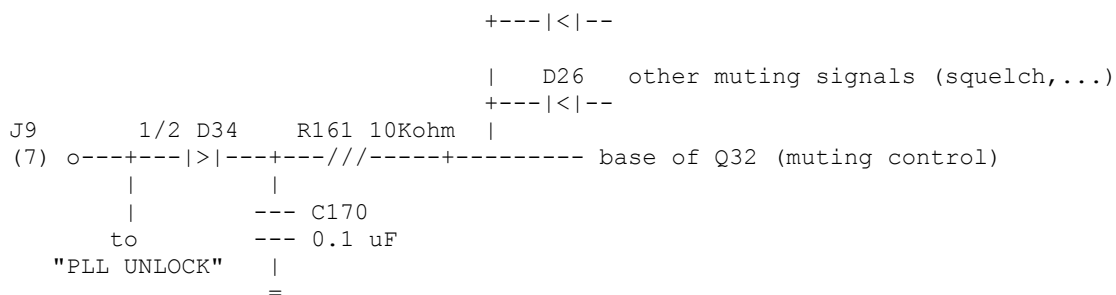 +---|<|--
| D26 other muting signals (squelch,...)
+---|<|--
J9 1/2 D34 R161 10Kohm |
(7) o---+---|>|---+---///-----+--------- base of Q32 (muting control)
| |
| --- C170
to --- 0.1 uF
"PLL UNLOCK" |
=